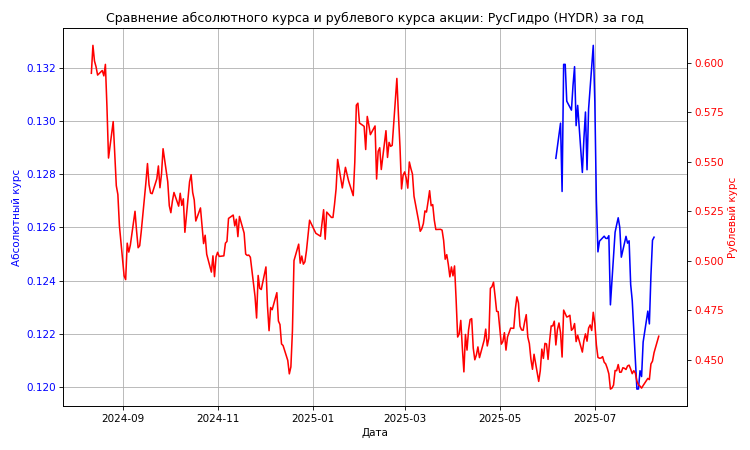 Сравнение абсолютного курса и рублевого курса акции: РусГидро (HYDR) за год
0.132
0.130
0.128
0.126
0.124
0.122
0.120
Абсолютный курс
0.600
0.575
0.550
0.525
0.500
0.475
0.450
Рублевый курс
2024-09 2024-11 2025-01 2025-03 2025-05 2025-07
Дата